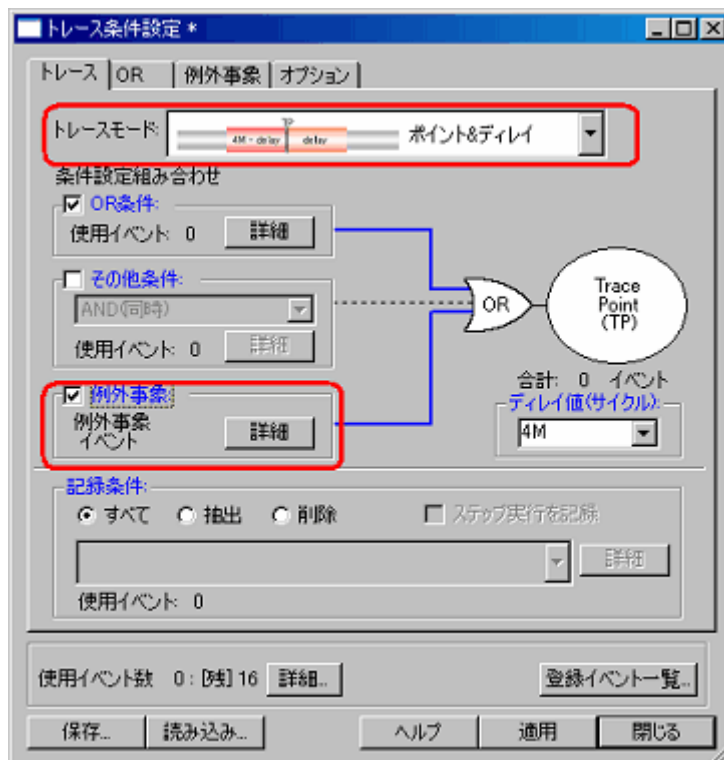 トレース条件設定 *
トレース OR 例外事象 オプション
トレースモード: TP 4M - delay delay ポイント&ディレイ
条件設定組み合わせ
OR条件:
使用イベント: 0 詳細
その他条件:
AND(同時)
使用イベント: 0 詳細
OR
Trace
Point
(TP)
例外事象:
例外事象
イベント
詳細
合計: 0 イベント
ディレイ値(サイクル):
4M
記録条件:
すべて 抽出 削除 ステップ実行を記録
詳細
使用イベント: 0
使用イベント数 0 : [残] 16 詳細... 登録イベント一覧...
保存... 読み込み... ヘルプ 適用 閉じる